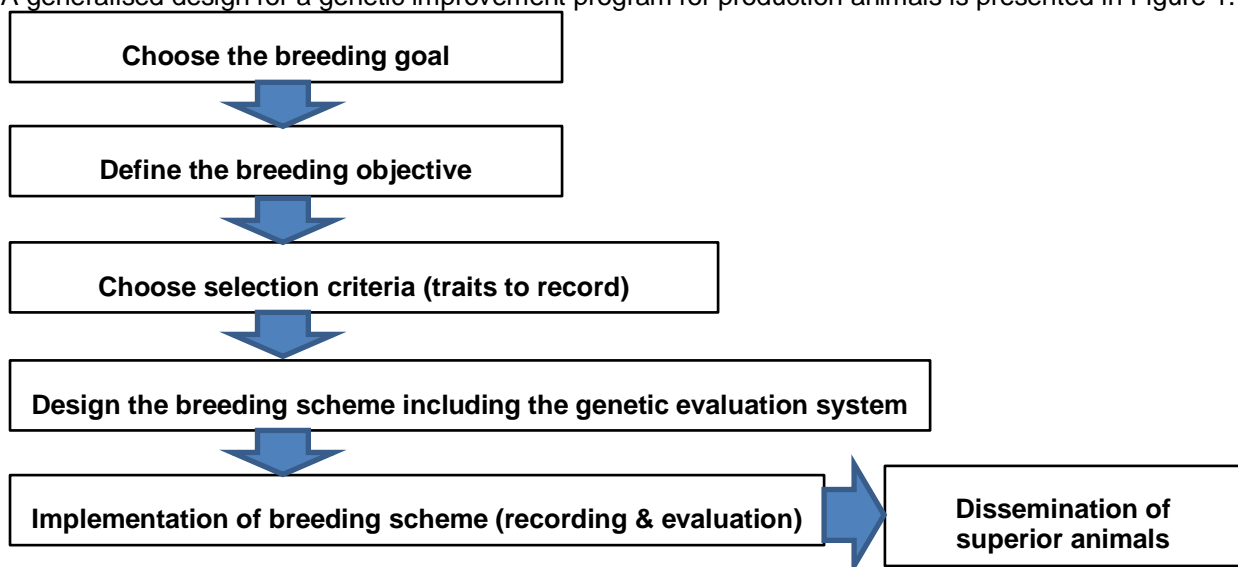 A generalised design for a genetic improvement program for production animals is presented in Figure 1.
Choose the breeding goal
Define the breeding objective
Choose selection criteria (traits to record)
Design the breeding scheme including the genetic evaluation system
Implementation of breeding scheme (recording & evaluation)
Dissemination of
superior animals